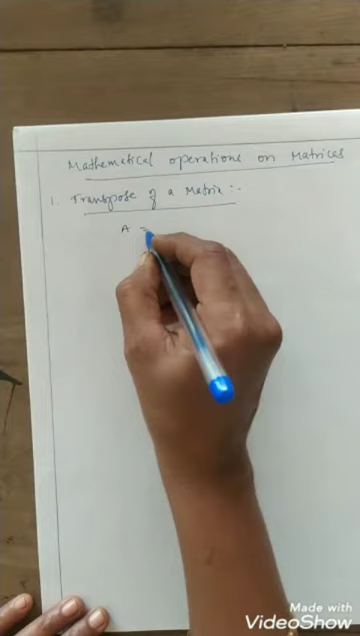 Mathematical operations on Matrices
1. Transpose of a Matrix :-
A =
Made with
VideoShow